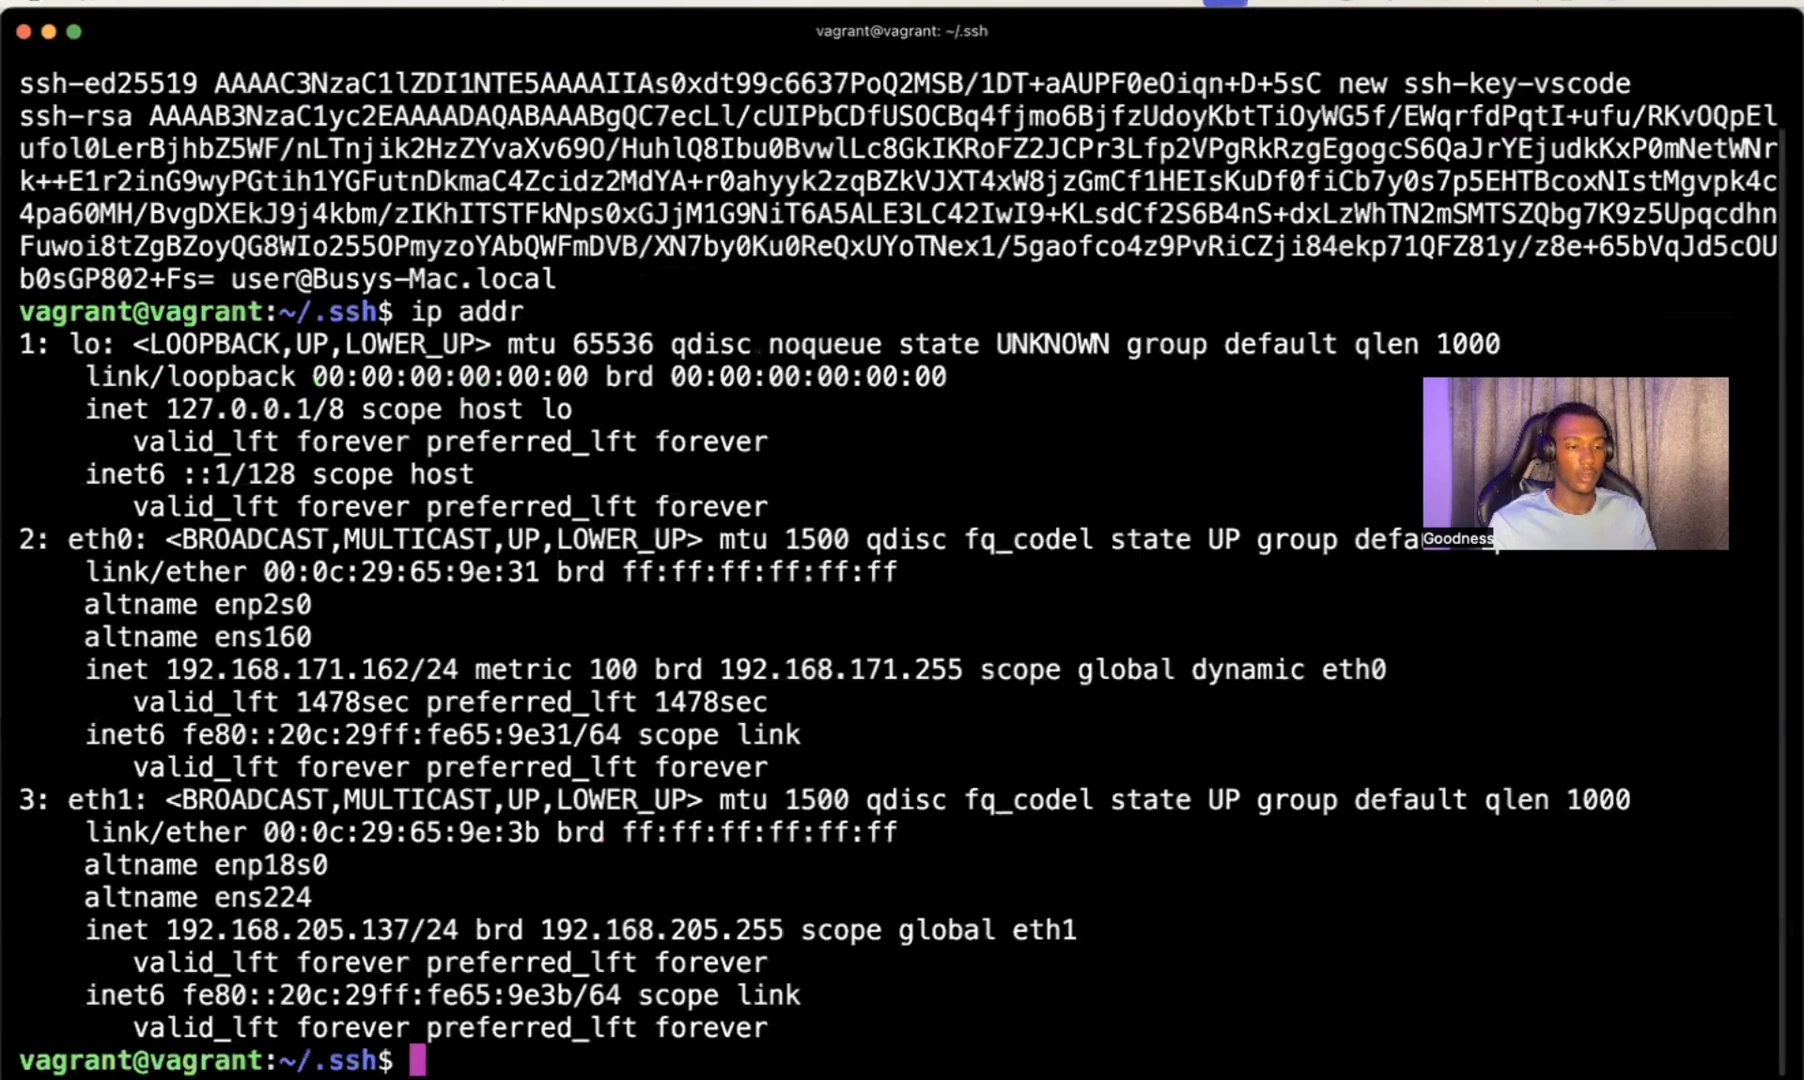 vagrant@vagrant: ~/.ssh
ssh-ed25519 AAAAC3NzaC1lZDI1NTE5AAAAIIAs0xdt99c6637PoQ2MSB/1DT+aAUPF0eOiqn+D+5sC new ssh-key-vscode
ssh-rsa AAAAB3NzaC1yc2EAAAADAQABAAABgQC7ecLl/cUIPbCDfUSOCBq4fjmo6BjfzUdoyKbtTiOyWG5f/EWqrfdPqtI+ufu/RKvOQpEl
ufol0LerBjhbZ5WF/nLTnjik2HzZYvaXv69O/HuhlQ8Ibu0BvwlLc8GkIKRoFZ2JCPr3Lfp2VPgRkRzgEgogcS6QaJrYEjudkKxP0mNetWNr
k++E1r2inG9wyPGtih1YGFutnDkmaC4Zcidz2MdYA+r0ahyyk2zqBZkVJXT4xW8jzGmCf1HEIsKuDf0fiCb7y0s7p5EHTBcoxNIstMgvpk4c
4pa60MH/BvgDXEkJ9j4kbm/zIKhITSTFkNps0xGJjM1G9NiT6A5ALE3LC42IwI9+KLsdCf2S6B4nS+dxLzWhTN2mSMTSZQbg7K9z5Upqcdhn
Fuwoi8tZgBZoyQG8WIo255OPmyzoYAbQWFmDVB/XN7by0Ku0ReQxUYoTNex1/5gaofco4z9PvRiCZji84ekp71QFZ81y/z8e+65bVqJd5cOU
b0sGP802+Fs= user@Busys-Mac.local
vagrant@vagrant:~/.ssh$ ip addr
1: lo: <LOOPBACK,UP,LOWER_UP> mtu 65536 qdisc noqueue state UNKNOWN group default qlen 1000
link/loopback 00:00:00:00:00:00 brd 00:00:00:00:00:00
inet 127.0.0.1/8 scope host lo
valid_lft forever preferred_lft forever
inet6 ::1/128 scope host
valid_lft forever preferred_lft forever
2: eth0: <BROADCAST,MULTICAST,UP,LOWER_UP> mtu 1500 qdisc fq_codel state UP group defa
Goodness
link/ether 00:0c:29:65:9e:31 brd ff:ff:ff:ff:ff:ff
altname enp2s0
altname ens160
inet 192.168.171.162/24 metric 100 brd 192.168.171.255 scope global dynamic eth0
valid_lft 1478sec preferred_lft 1478sec
inet6 fe80::20c:29ff:fe65:9e31/64 scope link
valid_lft forever preferred_lft forever
3: eth1: <BROADCAST,MULTICAST,UP,LOWER_UP> mtu 1500 qdisc fq_codel state UP group default qlen 1000
link/ether 00:0c:29:65:9e:3b brd ff:ff:ff:ff:ff:ff
altname enp18s0
altname ens224
inet 192.168.205.137/24 brd 192.168.205.255 scope global eth1
valid_lft forever preferred_lft forever
inet6 fe80::20c:29ff:fe65:9e3b/64 scope link
valid_lft forever preferred_lft forever
vagrant@vagrant:~/.ssh$